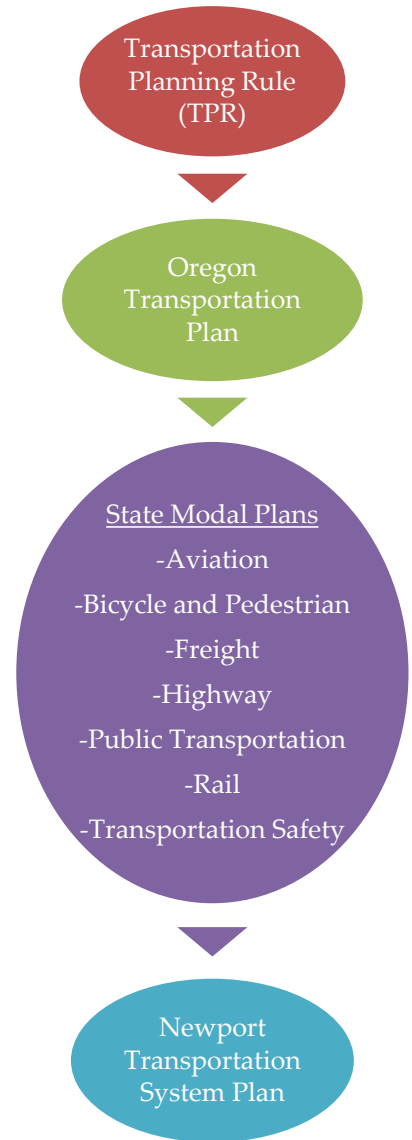 Transportation
Planning Rule
(TPR)
Oregon
Transportation
Plan
State Modal Plans
-Aviation
-Bicycle and Pedestrian
-Freight
-Highway
-Public Transportation
-Rail
-Transportation Safety
Newport
Transportation
System Plan